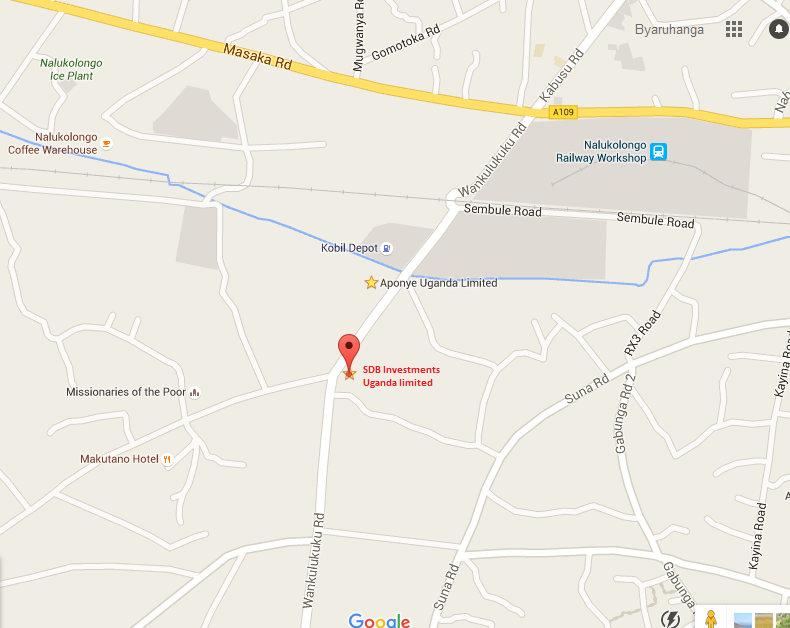 Mugwanya Rd
Gomotoka Rd
Byaruhanga
Masaka Rd
Nalukolongo
Ice Plant
Kabusu Rd
A109
Nalukolongo
Coffee Warehouse
Wankulukuku Rd
Nalukolongo
Railway Workshop
Sembule Road
Sembule Road
Kobil Depot
Aponye Uganda Limited
RX3 Road
SDB Investments
Uganda limited
Suna Rd
Kayina Road
Missionaries of the Poor
Gabunga Rd 2
Makutano Hotel
Wankulukuku Rd
Kayina Road
Suna Rd
Gabunga
Google